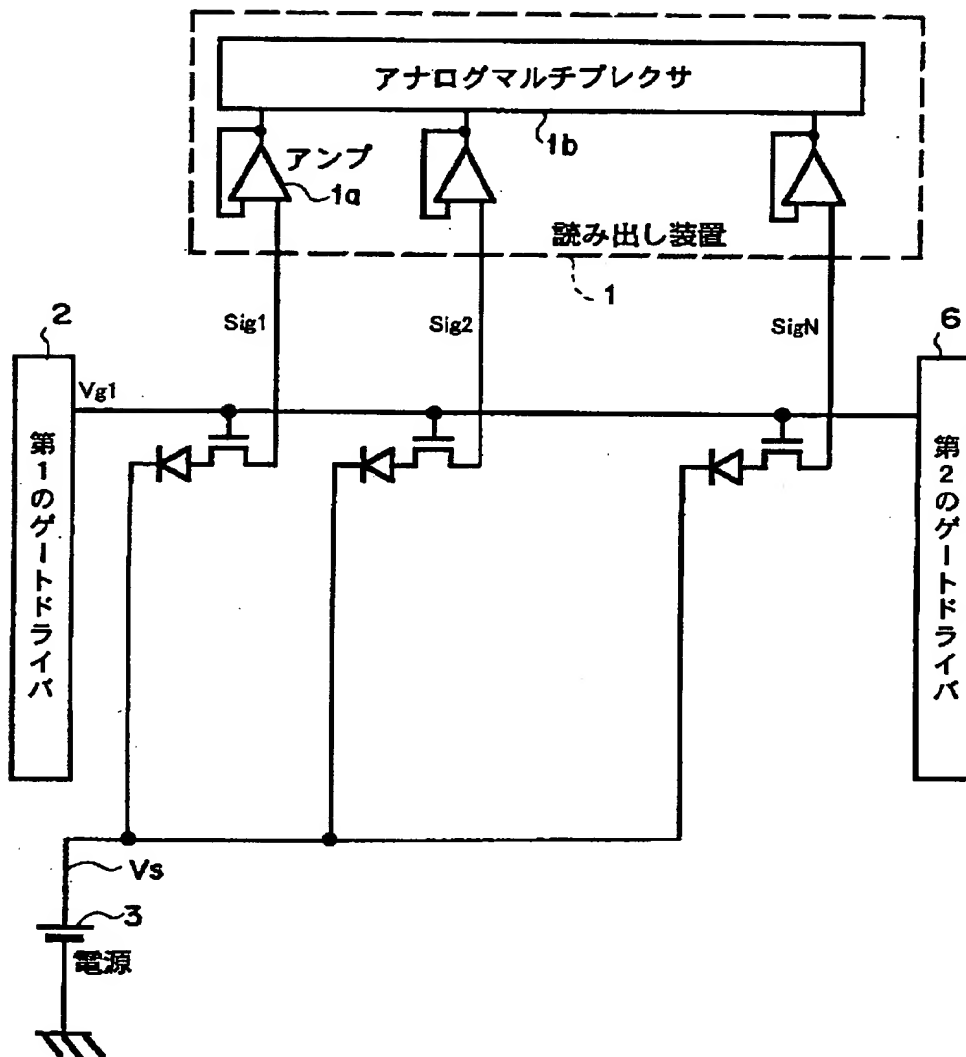 アナログマルチプレクサ
1b
アンプ
1a
読み出し装置
1
Sig1
Sig2
SigN
2
6
Vg1
第1のゲートドライバ
第2のゲートドライバ
Vs
3
電源